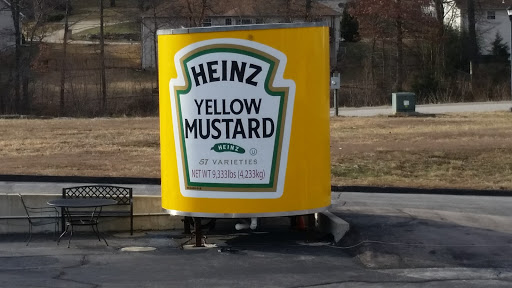 HEINZ
YELLOW
MUSTARD
HEINZ
57 VARIETIES
NET WT 9,333lbs (4,233kg)